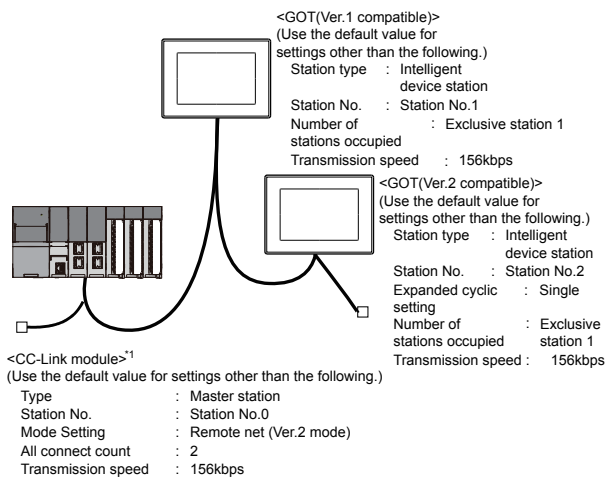 <GOT(Ver.1 compatible)>
(Use the default value for
settings other than the following.)
Station type : Intelligent
device station
Station No. : Station No.1
Number of : Exclusive station 1
stations occupied
Transmission speed : 156kbps
<GOT(Ver.2 compatible)>
(Use the default value for
settings other than the following.)
Station type : Intelligent
device station
Station No. : Station No.2
Expanded cyclic : Single
setting
Number of : Exclusive
stations occupied station 1
Transmission speed : 156kbps
<CC-Link module>*1
(Use the default value for settings other than the following.)
Type : Master station
Station No. : Station No.0
Mode Setting : Remote net (Ver.2 mode)
All connect count : 2
Transmission speed : 156kbps